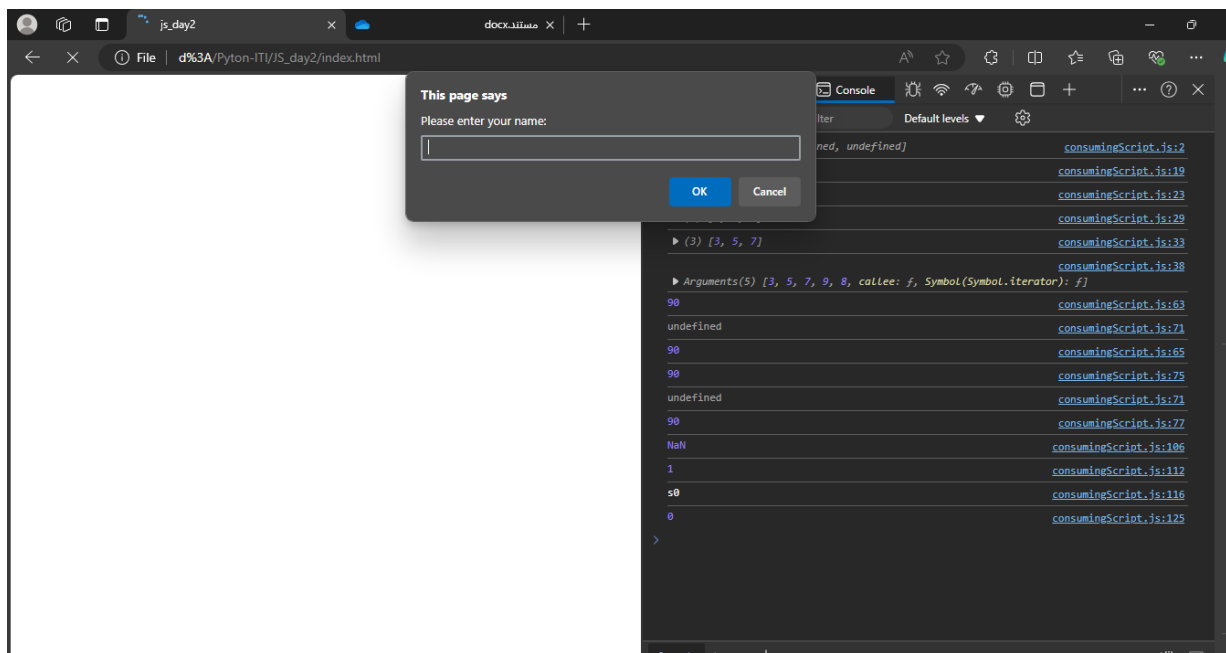 js_day2
مستند.docx
File d%3A/Pyton-ITI/JS_day2/index.html
This page says
Please enter your name:
OK Cancel
Console
Default levels
ned, undefined] consumingScript.js:2
consumingScript.js:19
consumingScript.js:23
consumingScript.js:29
(3) [3, 5, 7] consumingScript.js:33
consumingScript.js:38
Arguments(5) [3, 5, 7, 9, 8, callee: ƒ, Symbol(Symbol.iterator): ƒ]
90 consumingScript.js:63
undefined consumingScript.js:71
90 consumingScript.js:65
90 consumingScript.js:75
undefined consumingScript.js:71
90 consumingScript.js:77
NaN consumingScript.js:106
1 consumingScript.js:112
s0 consumingScript.js:116
0 consumingScript.js:125